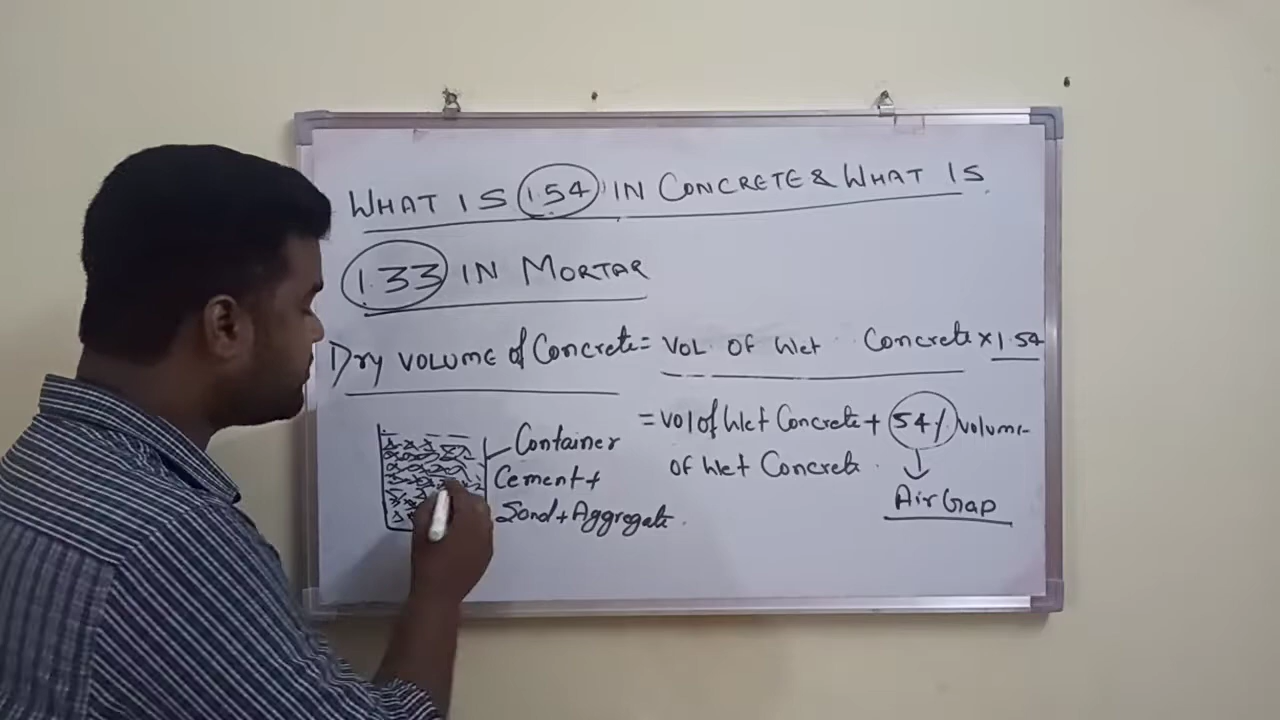 WHAT IS 1.54 IN CONCRETE & WHAT IS
1.33 IN MORTAR
Dry VOLUME of Concrete = VOL. OF Wet Concrete × 1.54
= Vol of Wet Concrete + 54% volume
of Wet Concrete.
Air Gap
Container
Cement +
Sand + Aggregate.